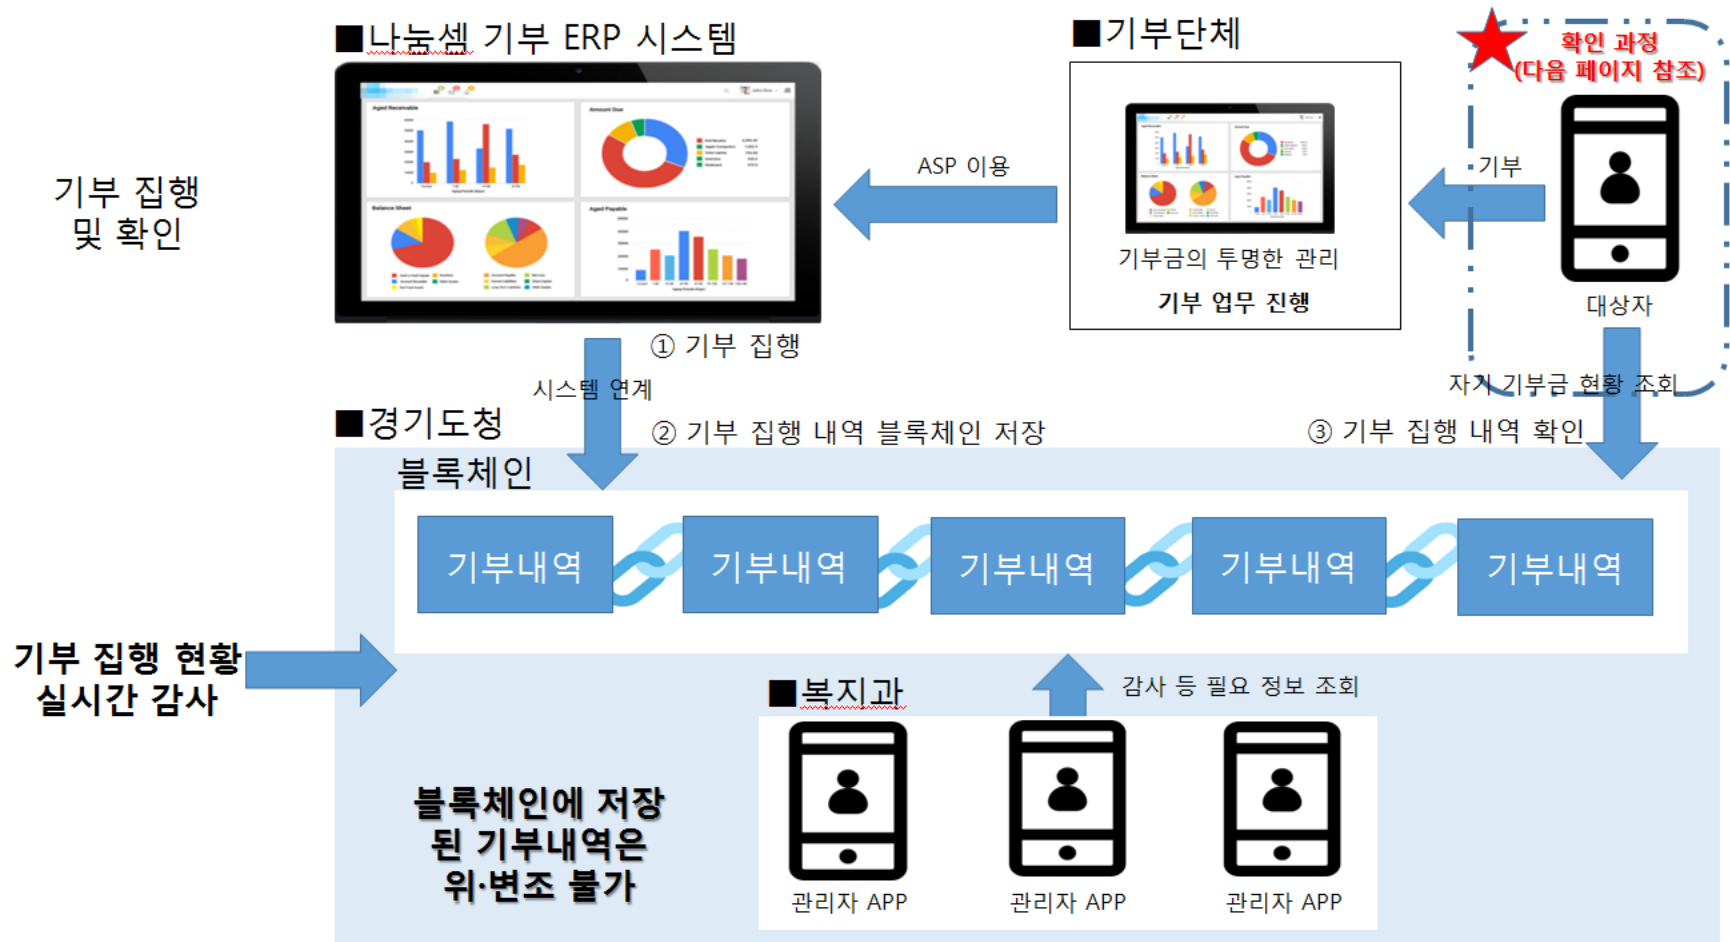 ■나눔셈 기부 ERP 시스템
■기부단체
확인 과정
(다음 페이지 참조)
Aged Receivable
Amount Due
Balance Sheet
Aged Payable
기부 집행
및 확인
ASP 이용
기부
기부금의 투명한 관리
기부 업무 진행
대상자
① 기부 집행
시스템 연계
자기 기부금 현황 조회
■경기도청
② 기부 집행 내역 블록체인 저장
③ 기부 집행 내역 확인
블록체인
기부내역
기부내역
기부내역
기부내역
기부내역
기부 집행 현황
실시간 감사
■복지과
감사 등 필요 정보 조회
블록체인에 저장
된 기부내역은
위·변조 불가
관리자 APP
관리자 APP
관리자 APP